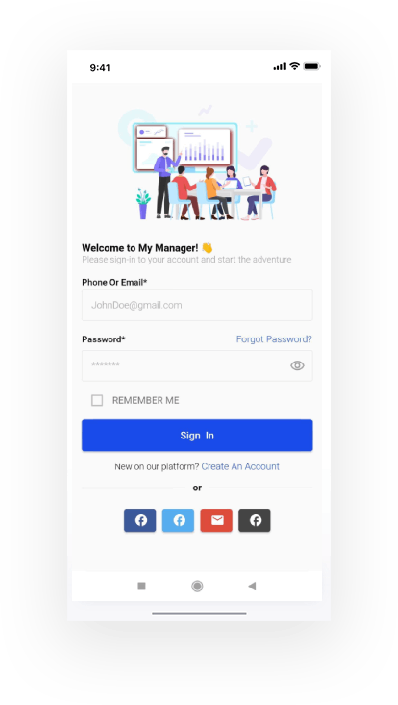 9:41
Welcome to My Manager! 👋
Please sign-in to your account and start the adventure
Phone Or Email*
JohnDoe@gmail.com
Password* Forgot Password?
*******
REMEMBER ME
Sign In
New on our platform? Create An Account
or